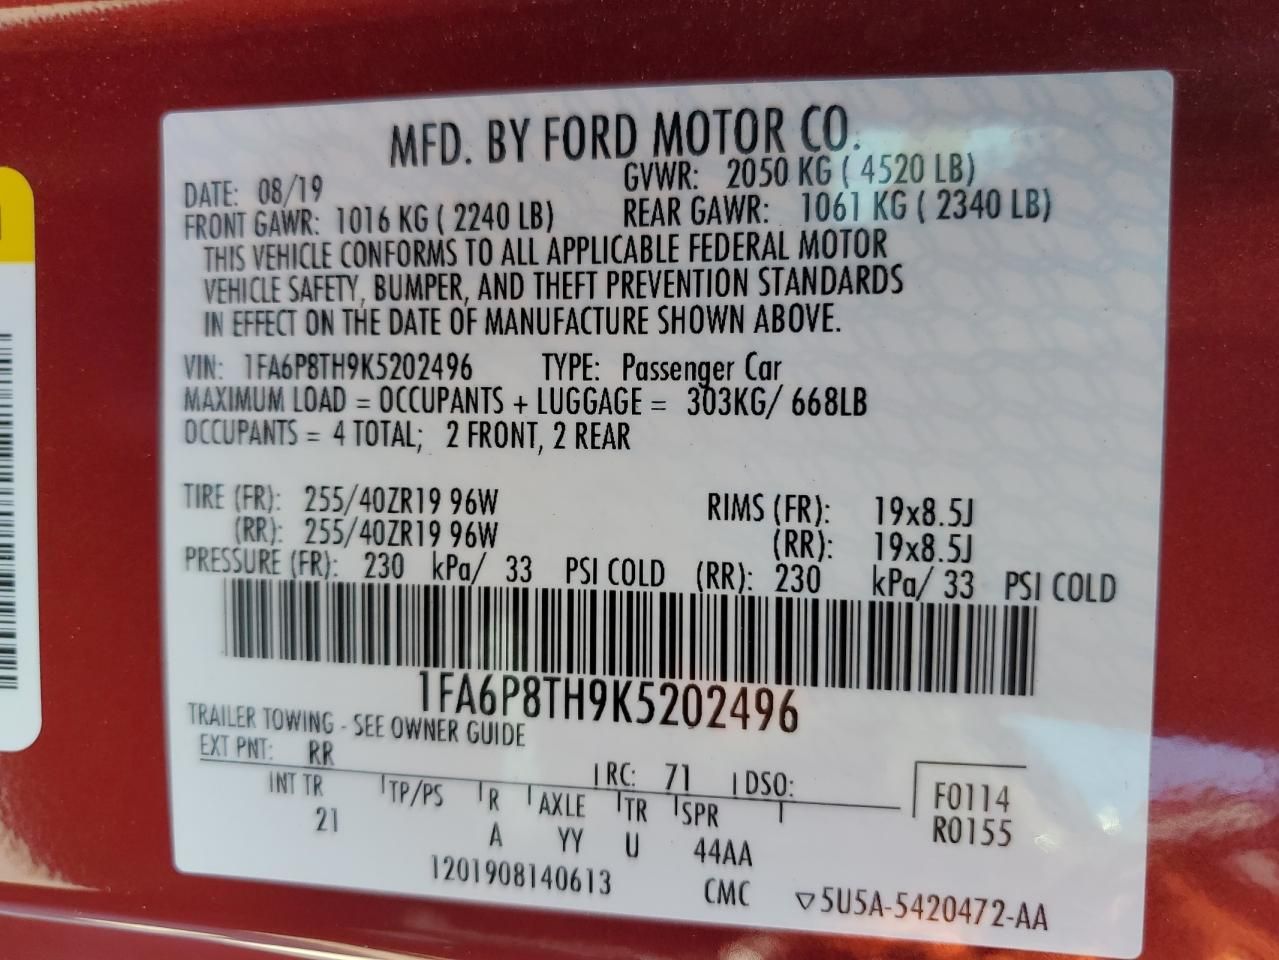 MFD. BY FORD MOTOR CO.
DATE: 08/19 GVWR: 2050 KG ( 4520 LB)
FRONT GAWR: 1016 KG ( 2240 LB) REAR GAWR: 1061 KG ( 2340 LB)
THIS VEHICLE CONFORMS TO ALL APPLICABLE FEDERAL MOTOR
VEHICLE SAFETY, BUMPER, AND THEFT PREVENTION STANDARDS
IN EFFECT ON THE DATE OF MANUFACTURE SHOWN ABOVE.
VIN: 1FA6P8TH9K5202496 TYPE: Passenger Car
MAXIMUM LOAD = OCCUPANTS + LUGGAGE = 303KG/ 668LB
OCCUPANTS = 4 TOTAL; 2 FRONT, 2 REAR
TIRE (FR): 255/40ZR19 96W RIMS (FR): 19x8.5J
(RR): 255/40ZR19 96W (RR): 19x8.5J
PRESSURE (FR): 230 kPa/ 33 PSI COLD (RR): 230 kPa/ 33 PSI COLD
1FA6P8TH9K5202496
TRAILER TOWING - SEE OWNER GUIDE
EXT PNT: RR RC: 71 DSO:
INT TR TP/PS R AXLE TR SPR F0114
21 A YY U 44AA R0155
1201908140613 CMC ▽5U5A-5420472-AA